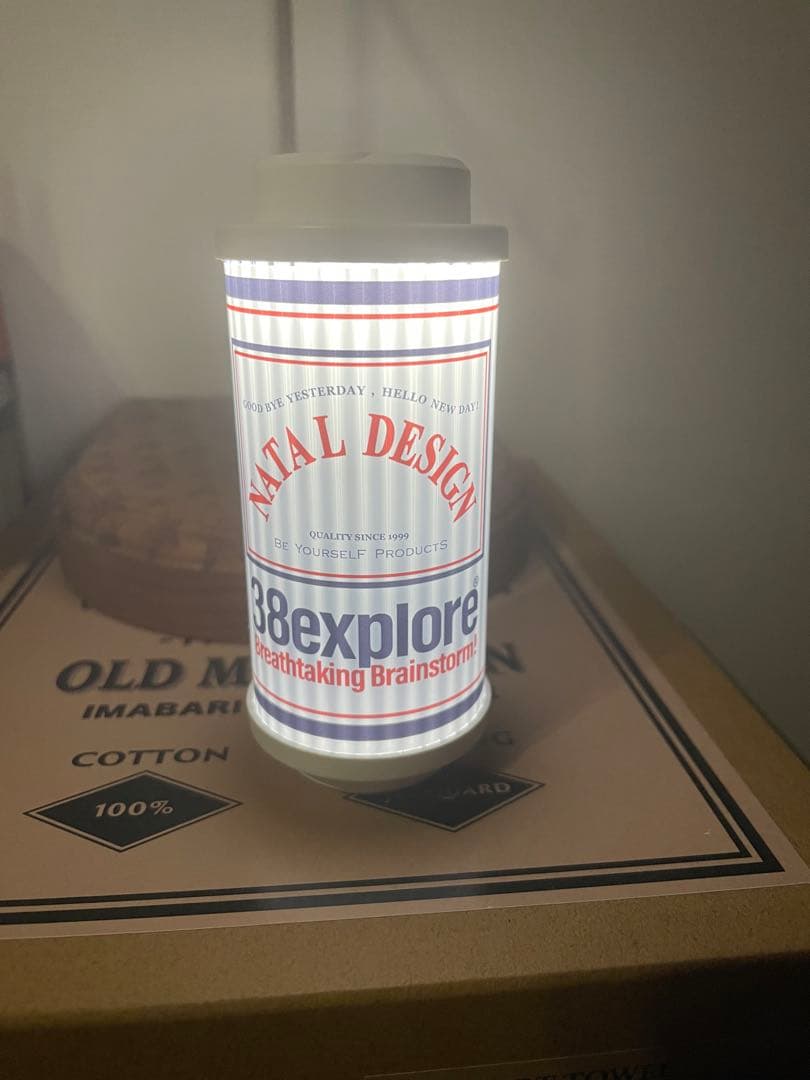 GOOD BYE YESTERDAY , HELLO NEW DAY!
NATAL DESIGN
QUALITY SINCE 1999
BE YOURSELF PRODUCTS
38explore®
Breathtaking Brainstorm!
OLD
IMABARI
COTTON
100%
TOWEL